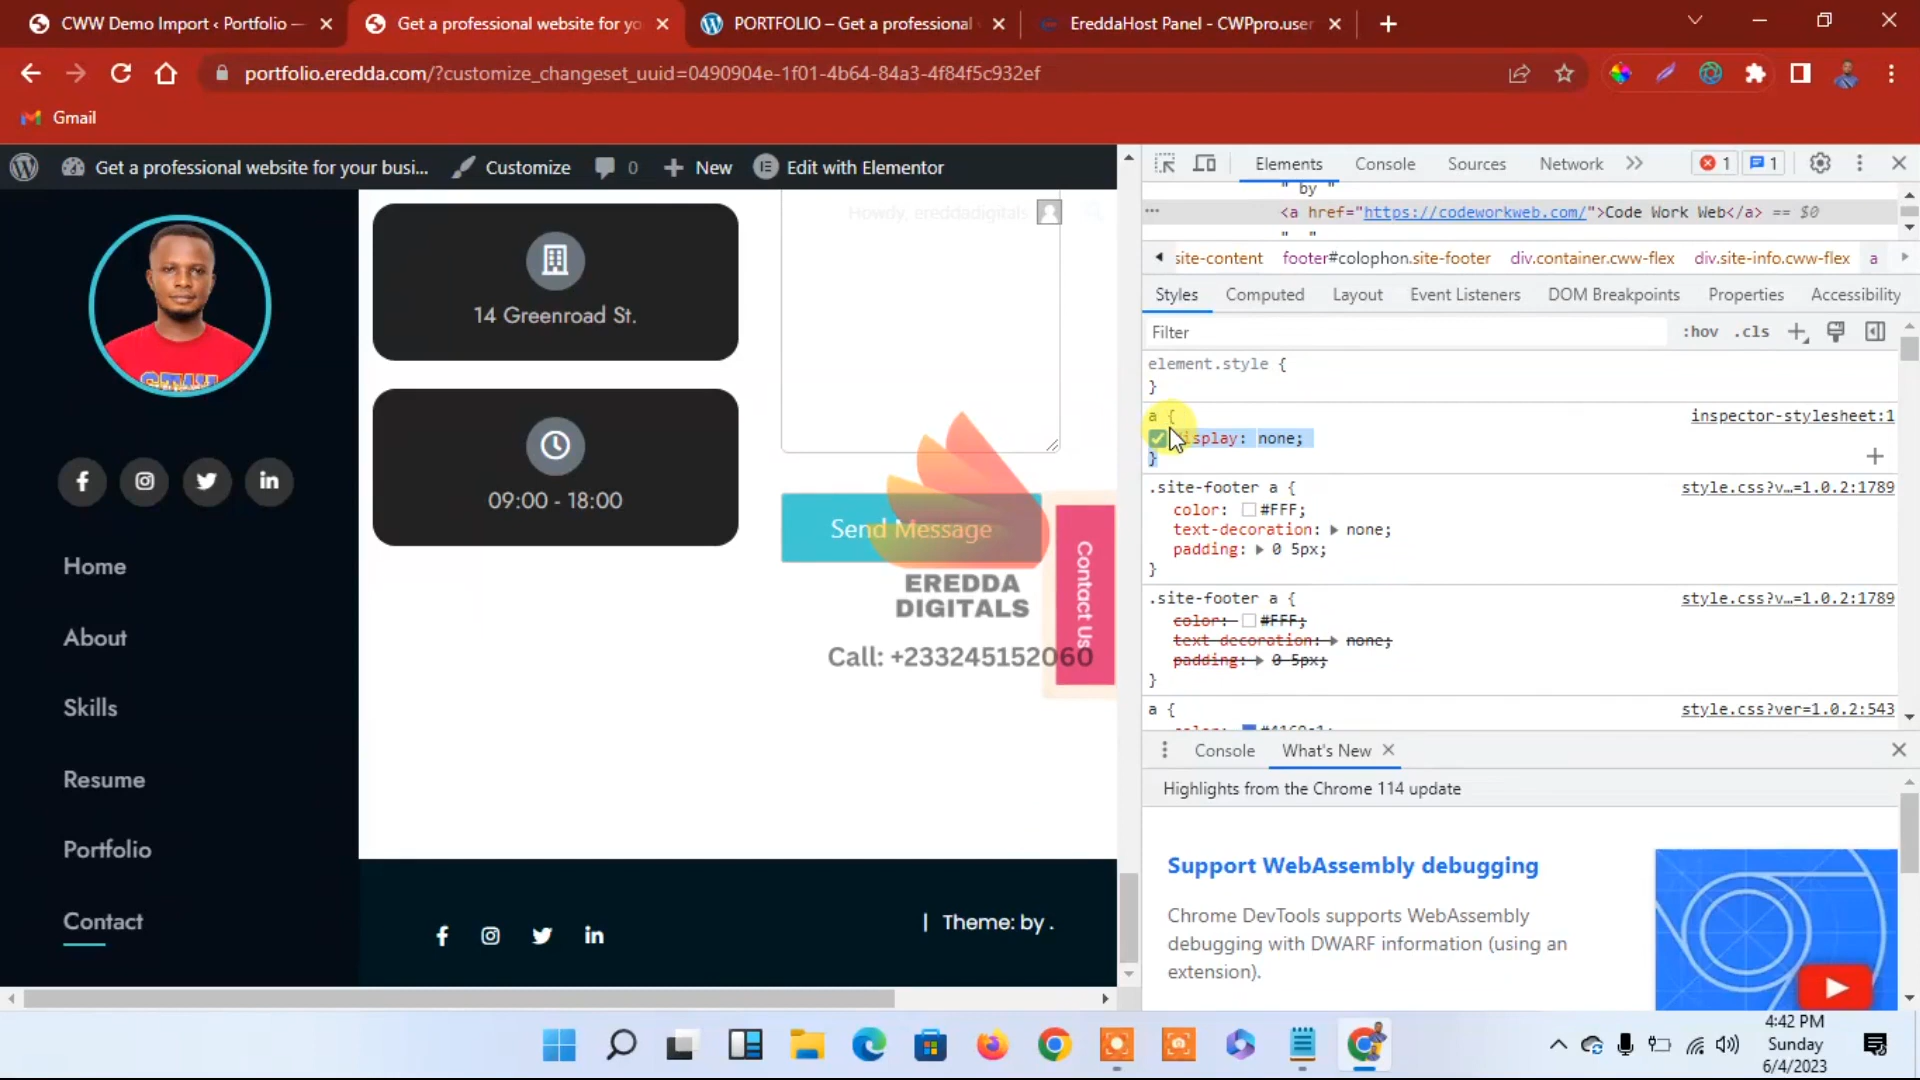 CWW Demo Import ‹ Portfolio —
Get a professional website for yo
PORTFOLIO – Get a professional
EreddaHost Panel - CWPpro.user
portfolio.eredda.com/?customize_changeset_uuid=0490904e-1f01-4b64-84a3-4f84f5c932ef
Gmail
Get a professional website for your busi...
Customize
0
New
Edit with Elementor
Howdy, ereddadigitals
Home
About
Skills
Resume
Portfolio
Contact
14 Greenroad St.
09:00 - 18:00
Send Message
Contact Us
EREDDA
DIGITALS
Call: +233245152060
| Theme: by .
Elements
Console
Sources
Network
1
1
" by "
<a href="https://codeworkweb.com/">Code Work Web</a> == $0
" "
site-content
footer#colophon.site-footer
div.container.cww-flex
div.site-info.cww-flex
a
Styles
Computed
Layout
Event Listeners
DOM Breakpoints
Properties
Accessibility
Filter
:hov
.cls
element.style {
}
a {
inspector-stylesheet:1
display: none;
}
.site-footer a {
style.css?v…=1.0.2:1789
color: #FFF;
text-decoration: none;
padding: 0 5px;
}
.site-footer a {
style.css?v…=1.0.2:1789
color: #FFF;
text-decoration: none;
padding: 0 5px;
}
a {
style.css?ver=1.0.2:543
Console
What's New
Highlights from the Chrome 114 update
Support WebAssembly debugging
Chrome DevTools supports WebAssembly
debugging with DWARF information (using an
extension).
4:42 PM
Sunday
6/4/2023